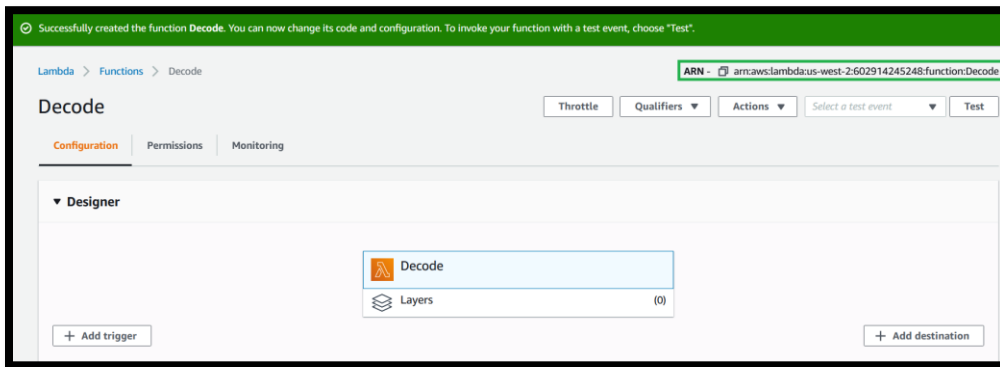 Successfully created the function Decode. You can now change its code and configuration. To invoke your function with a test event, choose "Test".
Lambda > Functions > Decode
ARN - arn:aws:lambda:us-west-2:602914245248:function:Decode
Decode
Throttle Qualifiers Actions Select a test event Test
Configuration Permissions Monitoring
Designer
Decode
Layers (0)
+ Add trigger + Add destination